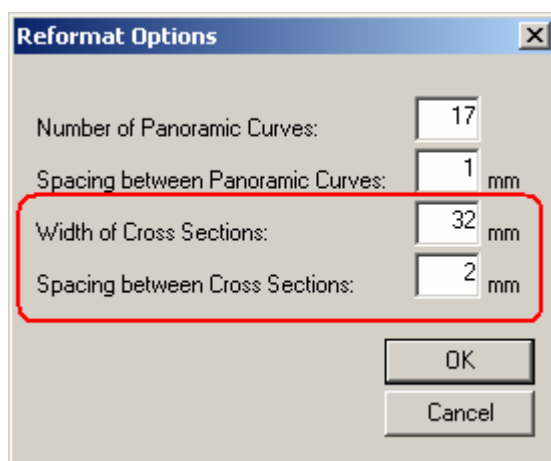 Reformat Options
Number of Panoramic Curves: 17
Spacing between Panoramic Curves: 1 mm
Width of Cross Sections: 32 mm
Spacing between Cross Sections: 2 mm
OK
Cancel